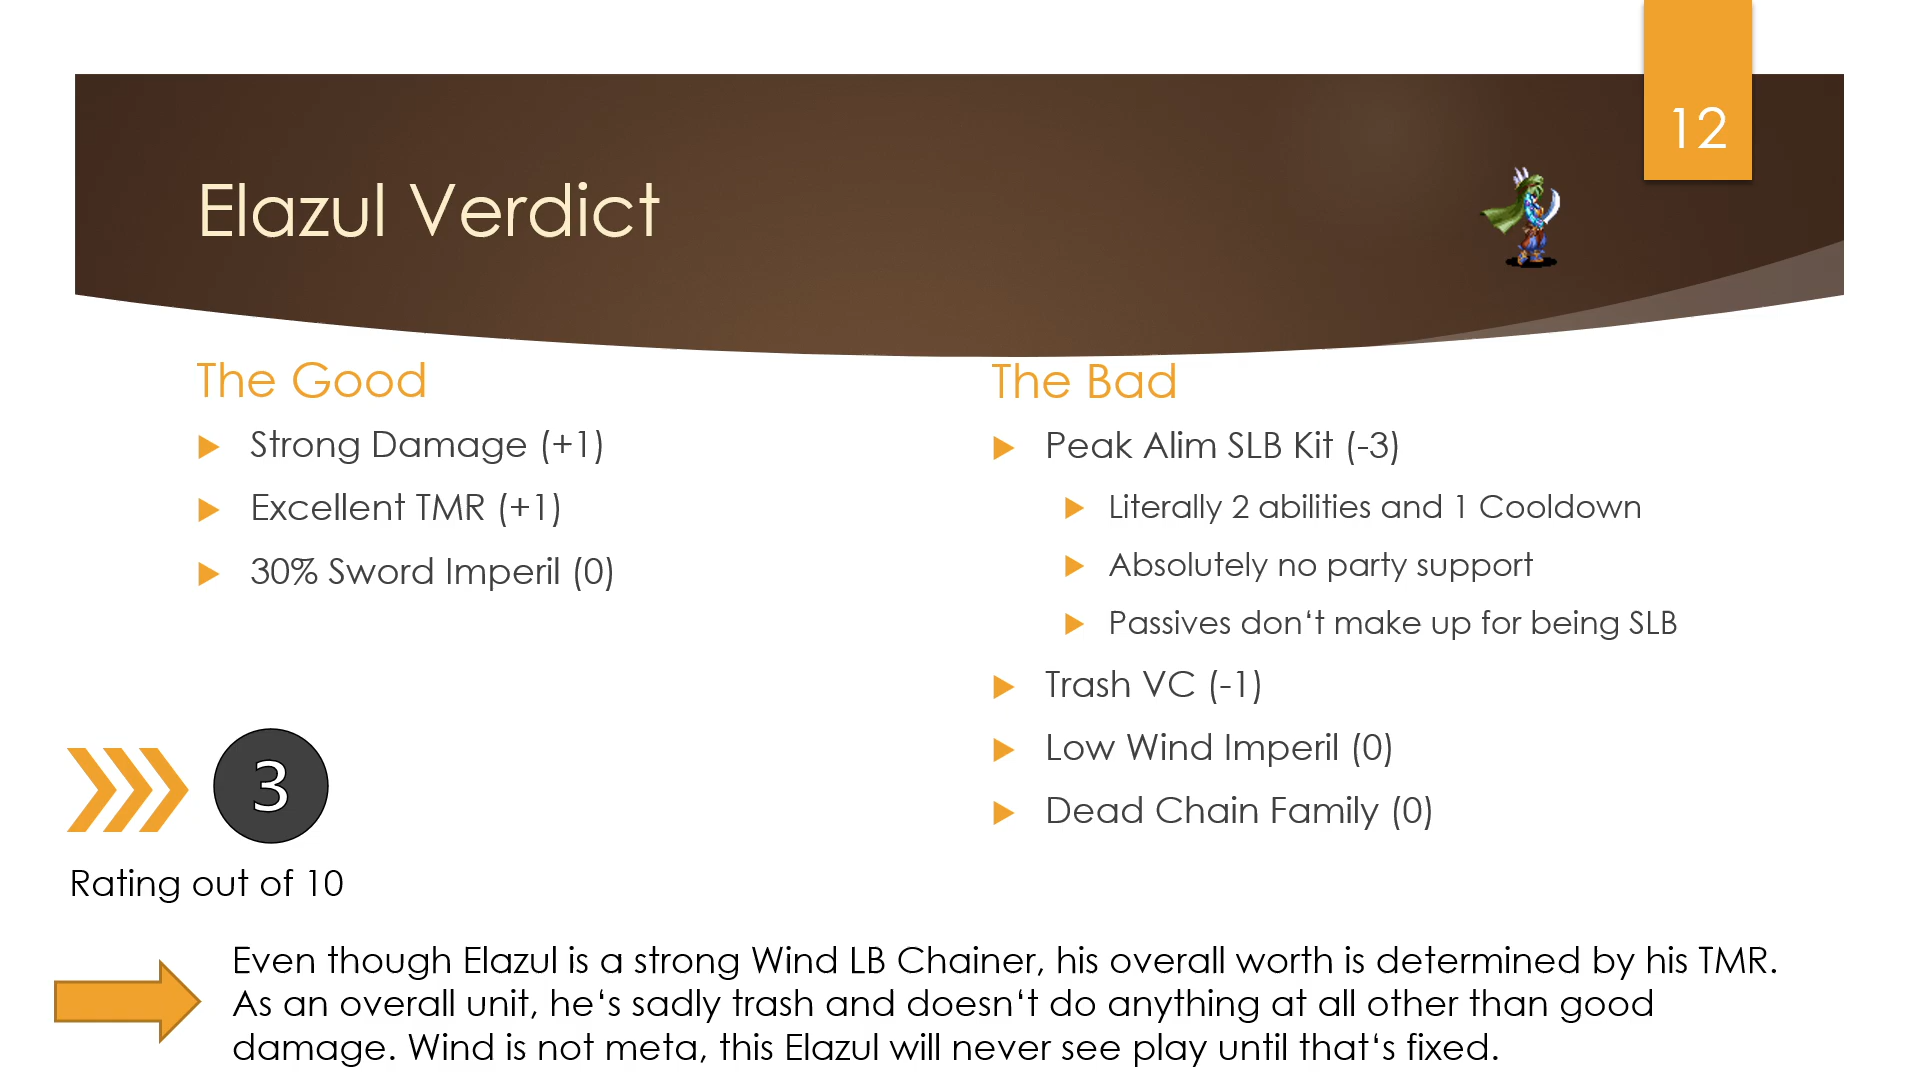 12
Elazul Verdict
The Good
Strong Damage (+1)
Excellent TMR (+1)
30% Sword Imperil (0)
The Bad
Peak Alim SLB Kit (-3)
Literally 2 abilities and 1 Cooldown
Absolutely no party support
Passives don‘t make up for being SLB
Trash VC (-1)
Low Wind Imperil (0)
Dead Chain Family (0)
3
Rating out of 10
Even though Elazul is a strong Wind LB Chainer, his overall worth is determined by his TMR.
As an overall unit, he‘s sadly trash and doesn‘t do anything at all other than good
damage. Wind is not meta, this Elazul will never see play until that‘s fixed.